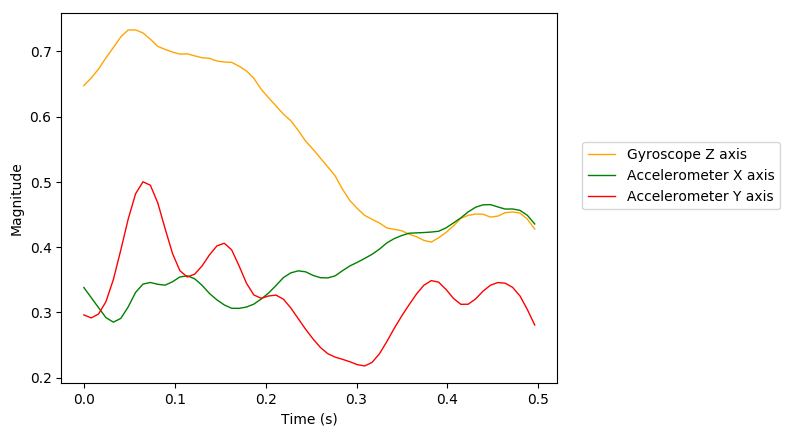 0.7
0.6
0.5
0.4
0.3
0.2
Magnitude
0.0 0.1 0.2 0.3 0.4 0.5
Time (s)
Gyroscope Z axis
Accelerometer X axis
Accelerometer Y axis